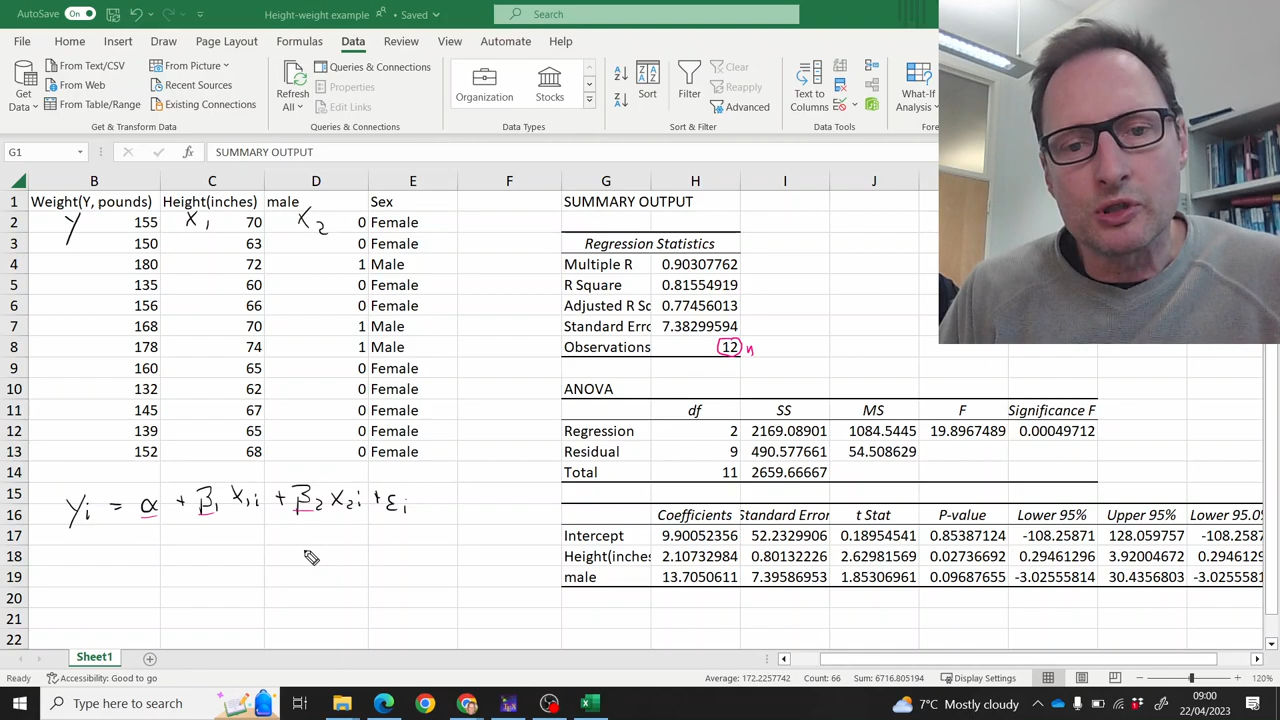 AutoSave On Height-weight example • Saved Search
File Home Insert Draw Page Layout Formulas Data Review View Automate Help
Get Data From Text/CSV From Picture Refresh All Queries & Connections Organization Stocks Sort Filter Clear Text to Columns What-If Analysis
From Web Recent Sources Properties Reapply
From Table/Range Existing Connections Edit Links Advanced
Get & Transform Data Queries & Connections Data Types Sort & Filter Data Tools Fore
G1 fx SUMMARY OUTPUT
B C D E F G H I J
1 Weight(Y, pounds) Height(inches) male Sex SUMMARY OUTPUT
2 Y 155 X1 70 X2 0 Female
3 150 63 0 Female Regression Statistics
4 180 72 1 Male Multiple R 0.90307762
5 135 60 0 Female R Square 0.81554919
6 156 66 0 Female Adjusted R Sq 0.77456013
7 168 70 1 Male Standard Erro 7.38299594
8 178 74 1 Male Observations 12 n
9 160 65 0 Female
10 132 62 0 Female ANOVA
11 145 67 0 Female df SS MS F Significance F
12 139 65 0 Female Regression 2 2169.08901 1084.5445 19.8967489 0.00049712
13 152 68 0 Female Residual 9 490.577661 54.508629
14 Total 11 2659.66667
15 Yi = α + β1 X1i + β2 X2i + εi
16 Coefficients Standard Error t Stat P-value Lower 95% Upper 95% Lower 95.0%
17 Intercept 9.90052356 52.2329906 0.18954541 0.85387124 -108.25871 128.059757 -108.25871
18 Height(inches 2.10732984 0.80132226 2.62981569 0.02736692 0.29461296 3.92004672 0.2946129
19 male 13.7050611 7.39586953 1.85306961 0.09687655 -3.02555814 30.4356803 -3.0255581
20
21
22
Sheet1
Ready Accessibility: Good to go Average: 172.2257742 Count: 66 Sum: 6716.805194 Display Settings 120%
Type here to search 7°C Mostly cloudy 09:00
22/04/2023